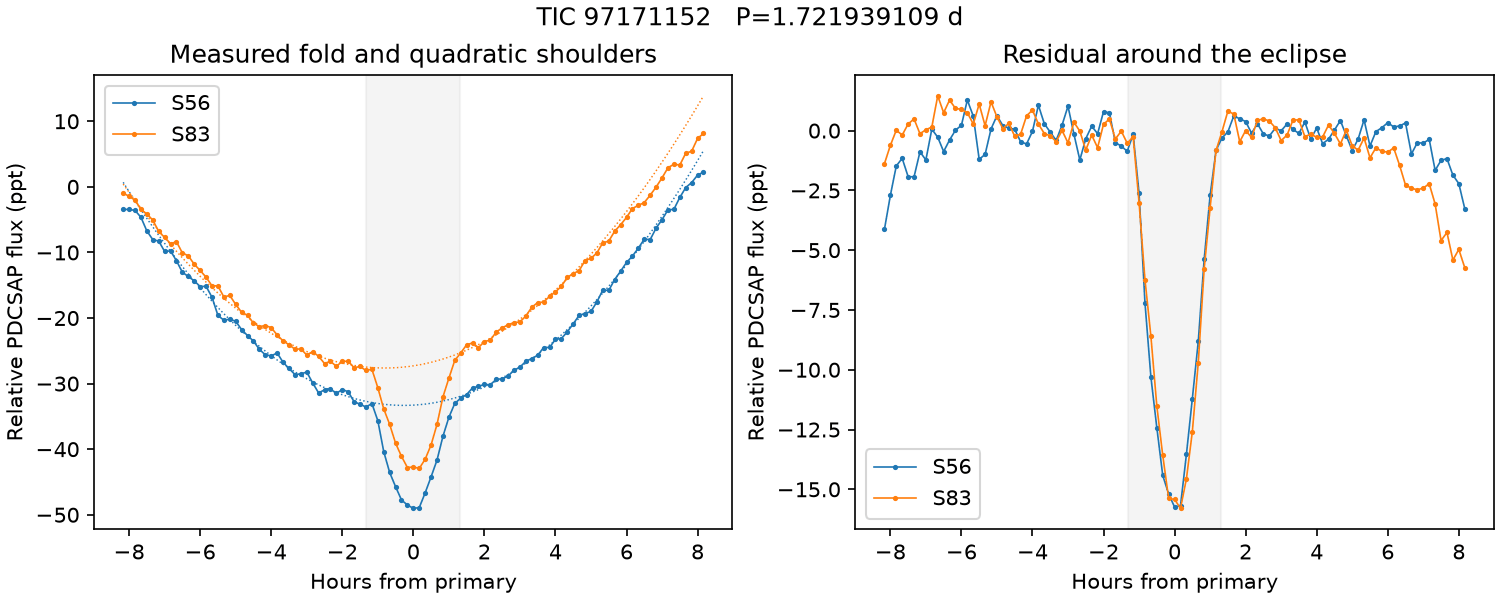 TIC 97171152   P=1.721939109 d
Measured fold and quadratic shoulders
Relative PDCSAP flux (ppt)
10
0
−10
−20
−30
−40
−50
S56
S83
−8 −6 −4 −2 0 2 4 6 8
Hours from primary
Residual around the eclipse
Relative PDCSAP flux (ppt)
0.0
−2.5
−5.0
−7.5
−10.0
−12.5
−15.0
S56
S83
−8 −6 −4 −2 0 2 4 6 8
Hours from primary